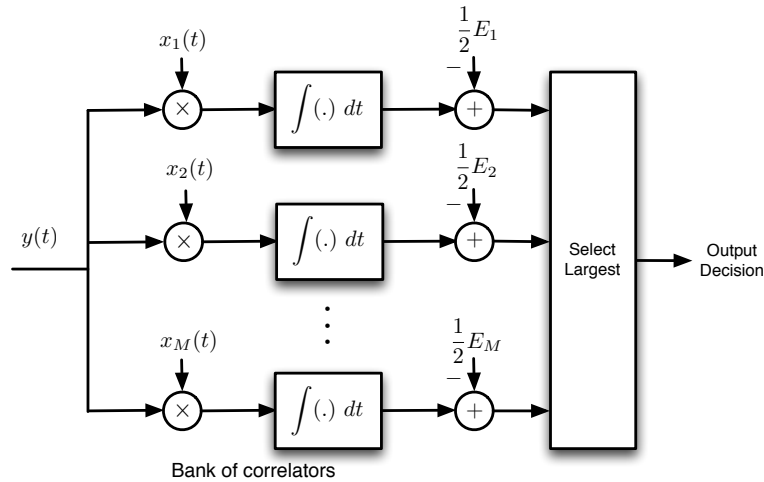 x₁(t)
½E₁
−
×
∫(.) dt
+
x₂(t)
½E₂
−
y(t)
×
∫(.) dt
+
Select
Largest
Output
Decision
⋮
x_M(t)
½E_M
−
×
∫(.) dt
+
Bank of correlators